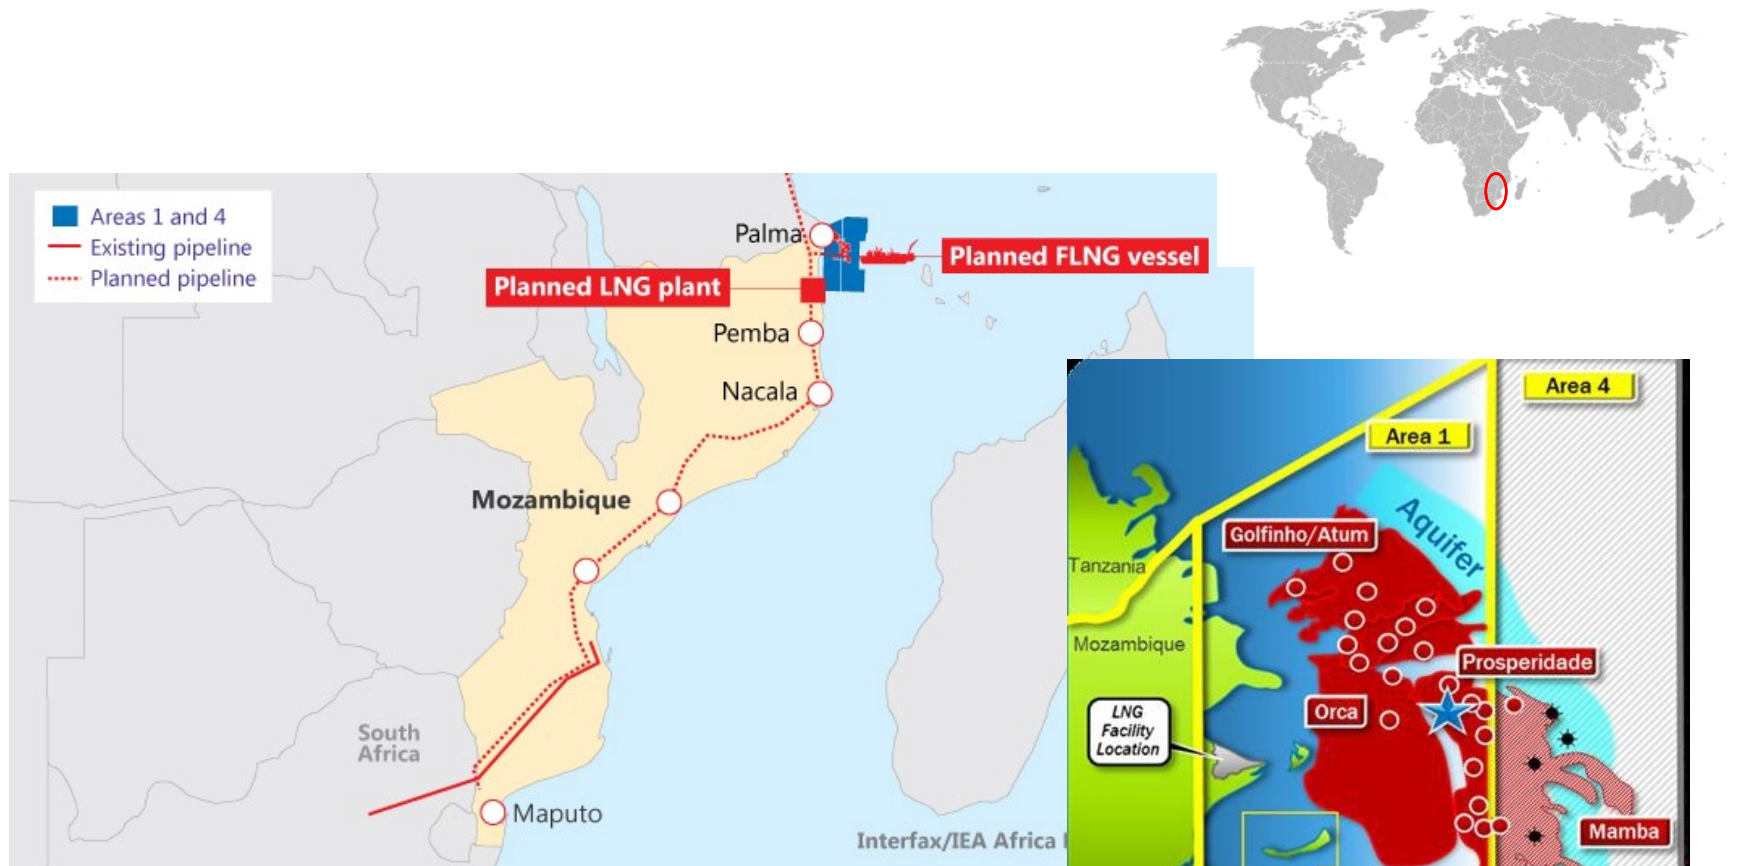 Areas 1 and 4
Existing pipeline
Planned pipeline
Palma
Planned FLNG vessel
Planned LNG plant
Pemba
Nacala
Mozambique
South
Africa
Maputo
Interfax/IEA Africa
Area 4
Area 1
Aquifer
Golfinho/Atum
Tanzania
Mozambique
Prosperidade
Orca
LNG
Facility
Location
Mamba